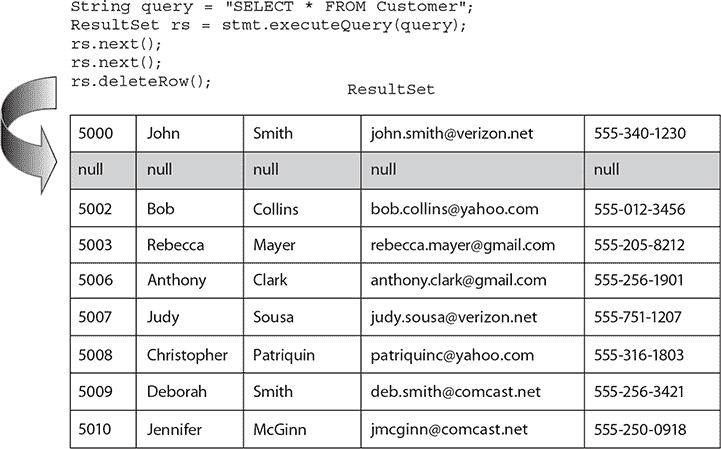 String query = "SELECT * FROM Customer";
ResultSet rs = stmt.executeQuery(query);
rs.next();
rs.next();
rs.deleteRow();
ResultSet
5000 John Smith john.smith@verizon.net 555-340-1230
null null null null null
5002 Bob Collins bob.collins@yahoo.com 555-012-3456
5003 Rebecca Mayer rebecca.mayer@gmail.com 555-205-8212
5006 Anthony Clark anthony.clark@gmail.com 555-256-1901
5007 Judy Sousa judy.sousa@verizon.net 555-751-1207
5008 Christopher Patriquin patriquinc@yahoo.com 555-316-1803
5009 Deborah Smith deb.smith@comcast.net 555-256-3421
5010 Jennifer McGinn jmcginn@comcast.net 555-250-0918